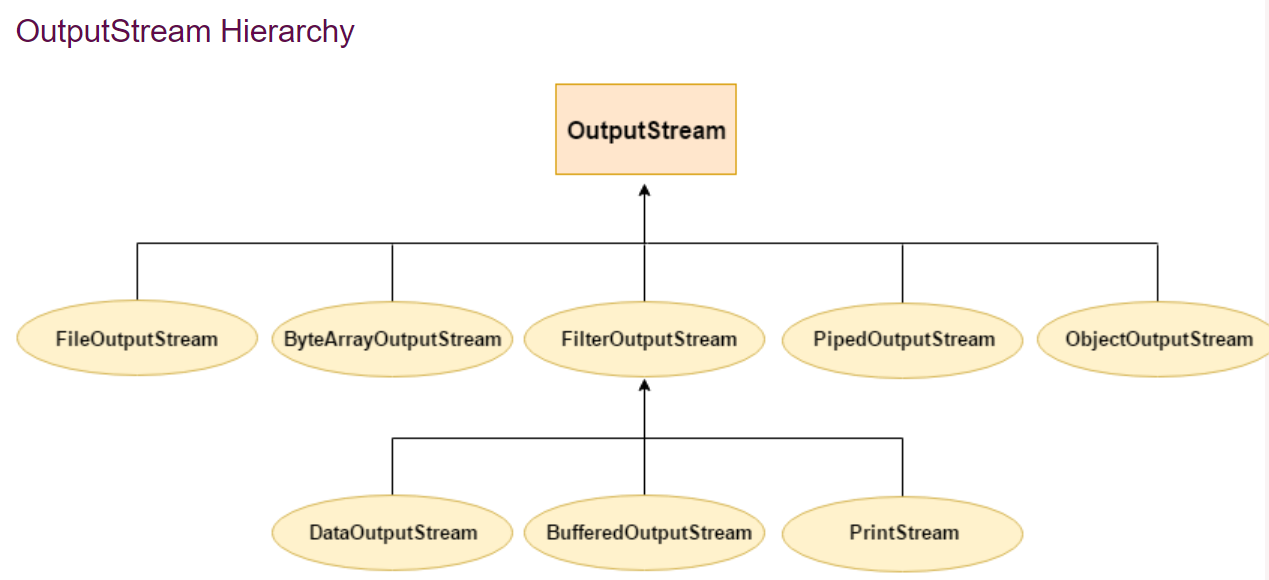 OutputStream Hierarchy
OutputStream
FileOutputStream
ByteArrayOutputStream
FilterOutputStream
PipedOutputStream
ObjectOutputStream
DataOutputStream
BufferedOutputStream
PrintStream